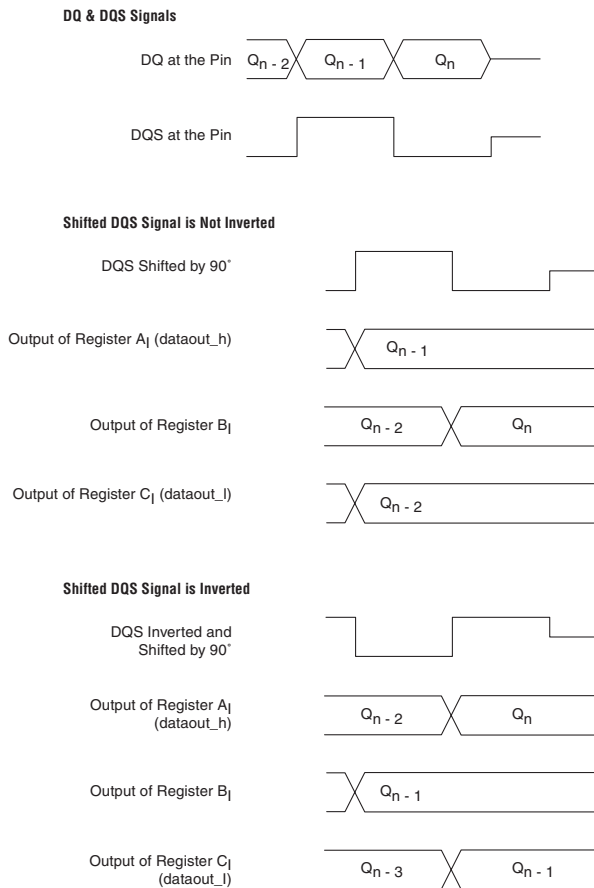 DQ & DQS Signals
DQ at the Pin Qn - 2 Qn - 1 Qn
DQS at the Pin
Shifted DQS Signal is Not Inverted
DQS Shifted by 90˚
Output of Register AI (dataout_h) Qn - 1
Output of Register BI Qn - 2 Qn
Output of Register CI (dataout_l) Qn - 2
Shifted DQS Signal is Inverted
DQS Inverted and
Shifted by 90˚
Output of Register AI
(dataout_h) Qn - 2 Qn
Output of Register BI Qn - 1
Output of Register CI
(dataout_l) Qn - 3 Qn - 1